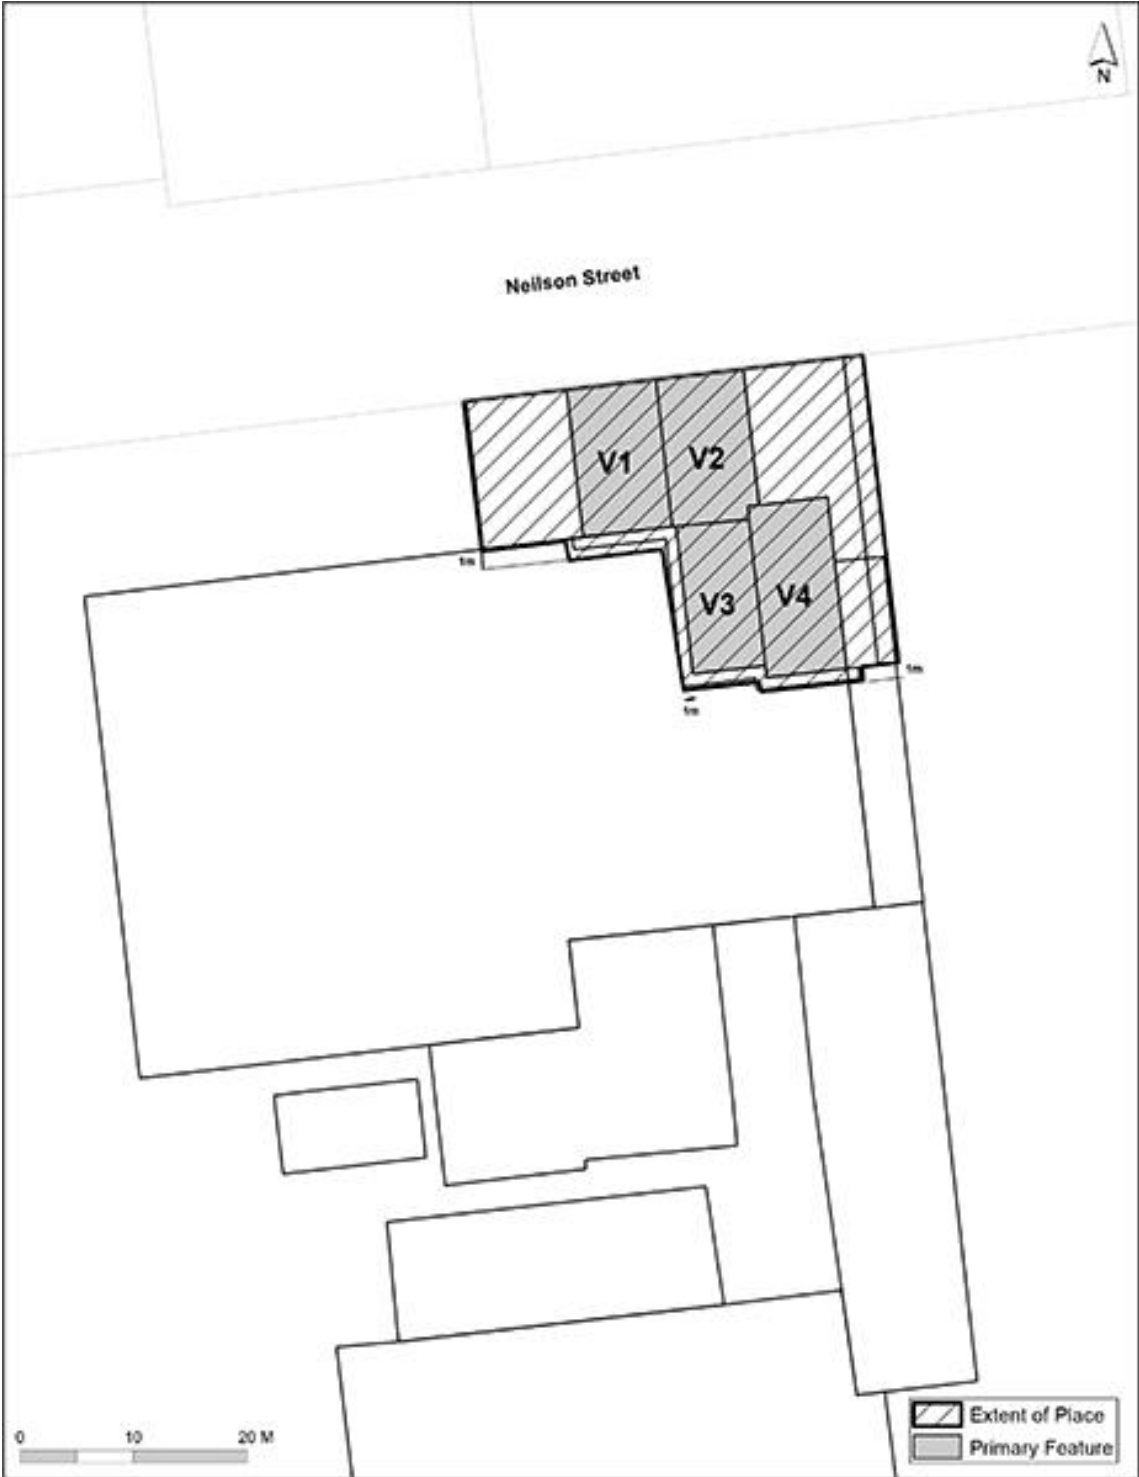 N
Neilson Street
V1 V2
1m
V3 V4
1m
1m
0 10 20 M
Extent of Place
Primary Feature